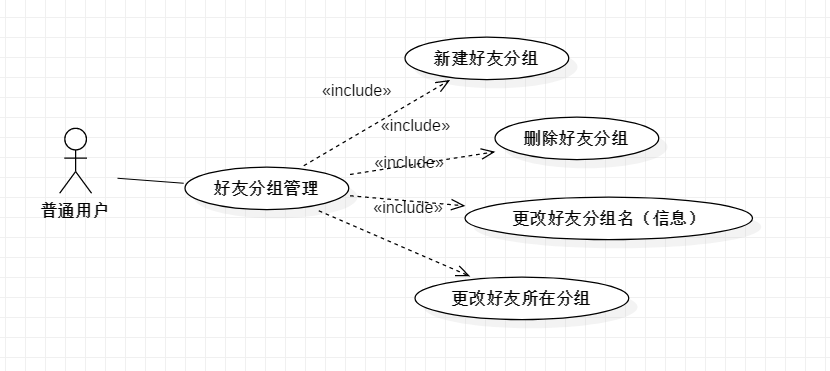 新建好友分组
«include»
«include»
删除好友分组
«include»
好友分组管理
普通用户
«include»
更改好友分组名（信息）
更改好友所在分组